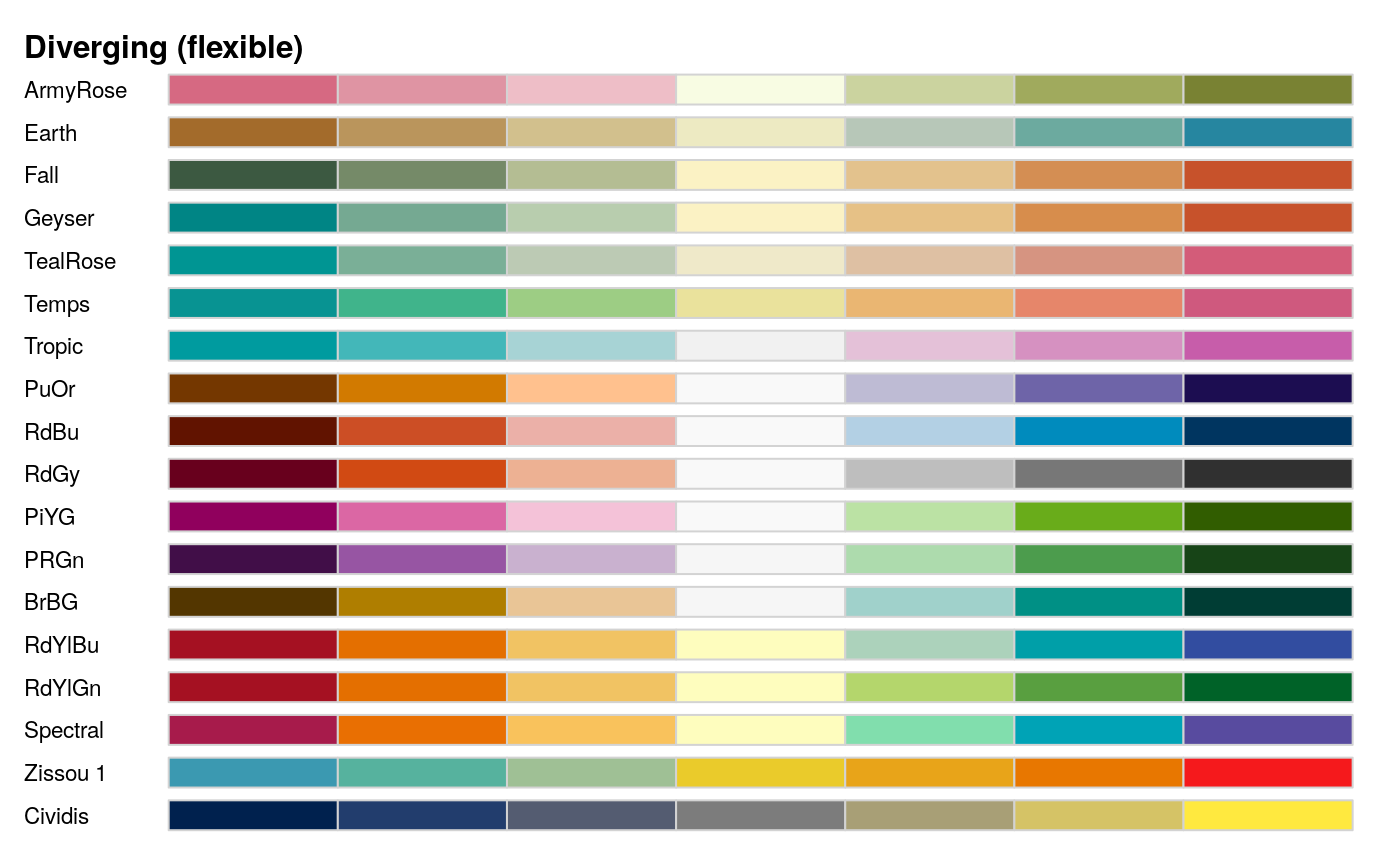 Diverging (flexible)
ArmyRose
Earth
Fall
Geyser
TealRose
Temps
Tropic
PuOr
RdBu
RdGy
PiYG
PRGn
BrBG
RdYlBu
RdYlGn
Spectral
Zissou 1
Cividis